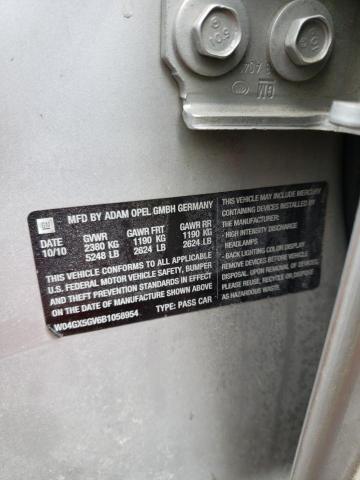 GM
MFD BY ADAM OPEL GMBH GERMANY
DATE GVWR GAWR FRT GAWR RR
10/10 2380 KG 1190 KG 1190 KG
5248 LB 2624 LB 2624 LB
THIS VEHICLE CONFORMS TO ALL APPLICABLE
U.S. FEDERAL MOTOR VEHICLE SAFETY, BUMPER
AND THEFT PREVENTION STANDARDS IN EFFECT
ON THE DATE OF MANUFACTURE SHOWN ABOVE.
W04GX5GV6B1058954 TYPE: PASS CAR
THIS VEHICLE MAY INCLUDE MERCURY
CONTAINING DEVICES INSTALLED BY
THE MANUFACTURER:
- HIGH INTENSITY DISCHARGE
HEADLAMPS
- BACK LIGHTING COLOR DISPLAY
REMOVE DEVICES BEFORE VEHICLE
DISPOSAL. UPON REMOVAL OF DEVICES
PLEASE REUSE, RECYCLE OR DISPOSE
AS HAZARDOUS WASTE.
GM